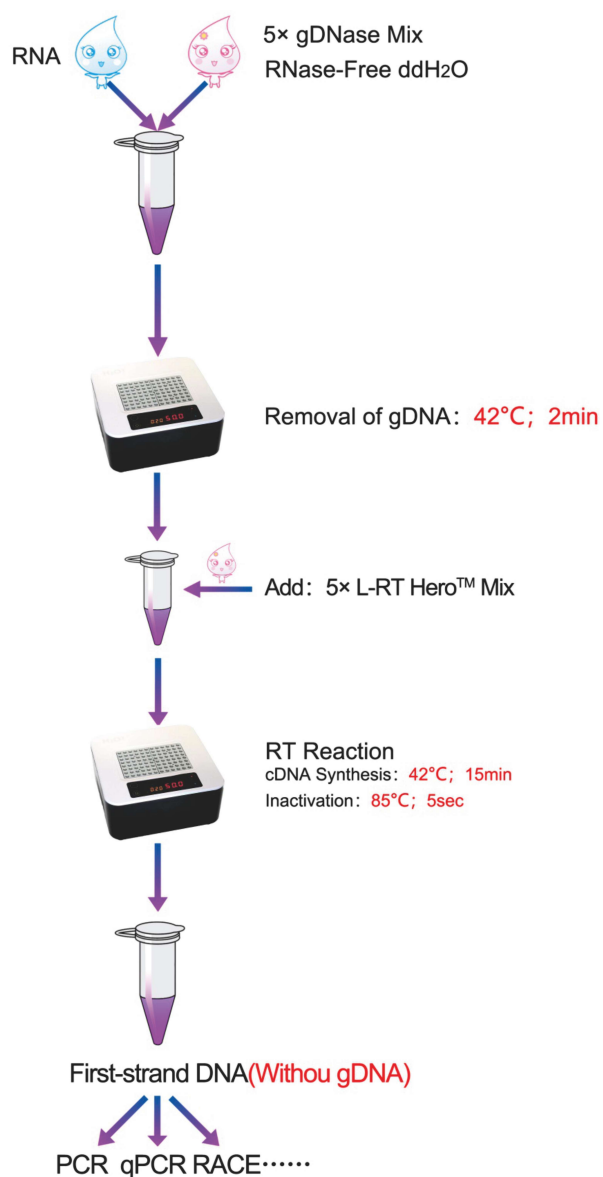 RNA
5× gDNase Mix
RNase-Free ddH2O
Removal of gDNA: 42°C; 2min
Add: 5× L-RT Hero™ Mix
RT Reaction
cDNA Synthesis: 42°C; 15min
Inactivation: 85°C; 5sec
First-strand DNA(Withou gDNA)
PCR qPCR RACE······